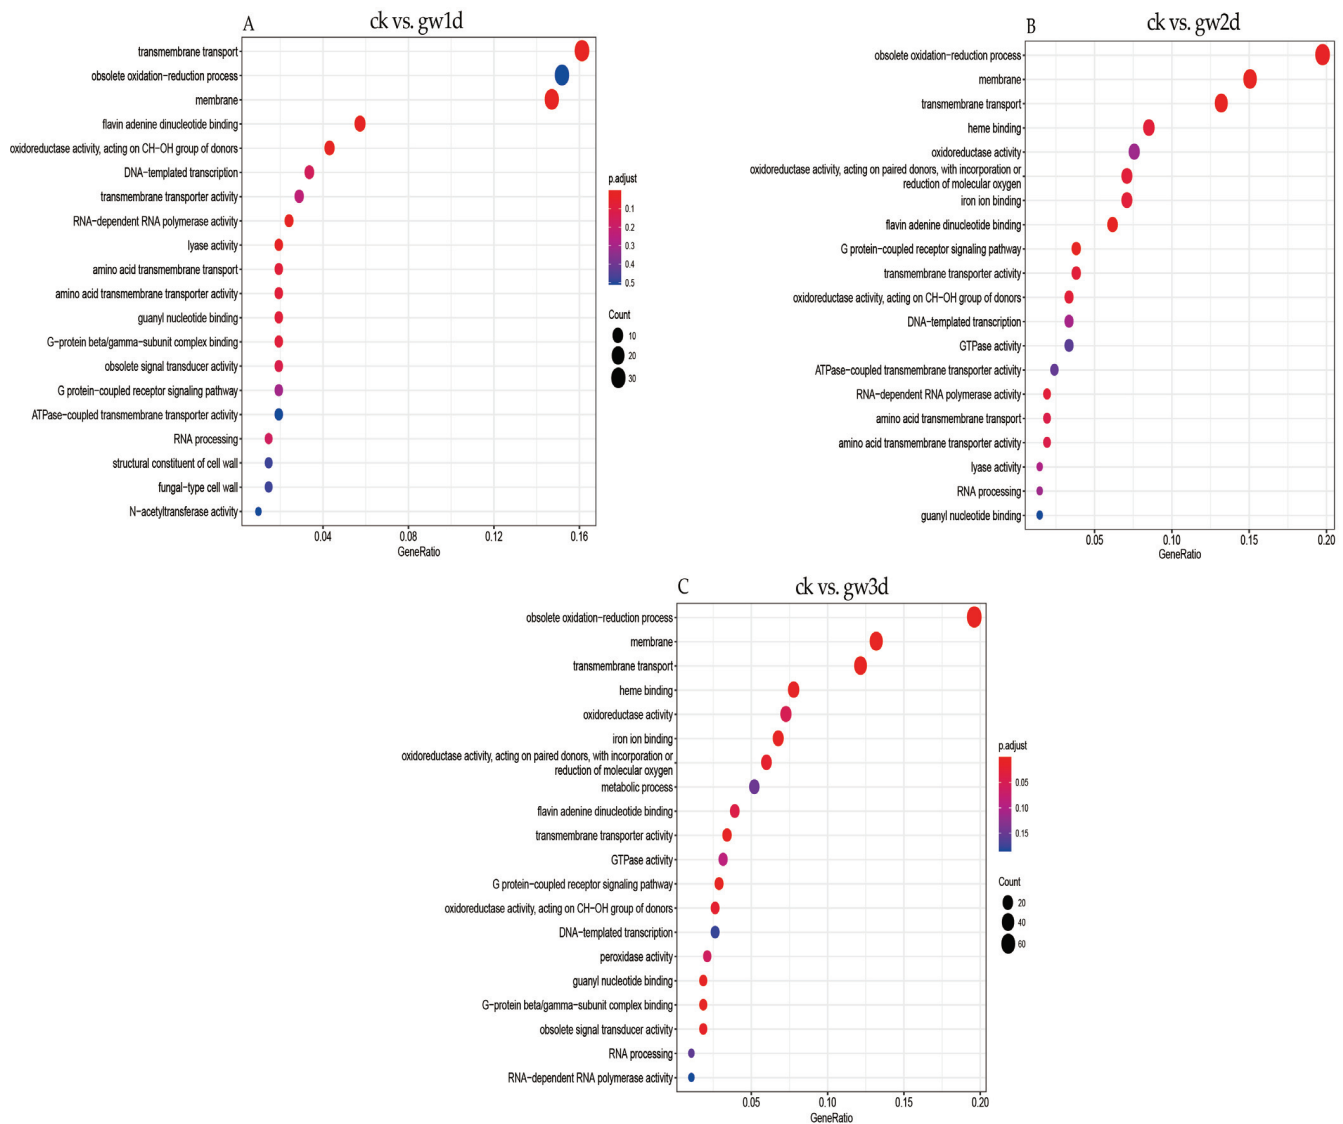 A
ck vs. gw1d
transmembrane transport
obsolete oxidation-reduction process
membrane
flavin adenine dinucleotide binding
oxidoreductase activity, acting on CH-OH group of donors
DNA-templated transcription
transmembrane transporter activity
RNA-dependent RNA polymerase activity
lyase activity
amino acid transmembrane transport
amino acid transmembrane transporter activity
guanyl nucleotide binding
G-protein beta/gamma-subunit complex binding
obsolete signal transducer activity
G protein-coupled receptor signaling pathway
ATPase-coupled transmembrane transporter activity
RNA processing
structural constituent of cell wall
fungal-type cell wall
N-acetyltransferase activity
0.04 0.08 0.12 0.16
GeneRatio
p.adjust
0.1
0.2
0.3
0.4
0.5
Count
10
20
30
B
ck vs. gw2d
obsolete oxidation-reduction process
membrane
transmembrane transport
heme binding
oxidoreductase activity
oxidoreductase activity, acting on paired donors, with incorporation or
reduction of molecular oxygen
iron ion binding
flavin adenine dinucleotide binding
G protein-coupled receptor signaling pathway
transmembrane transporter activity
oxidoreductase activity, acting on CH-OH group of donors
DNA-templated transcription
GTPase activity
ATPase-coupled transmembrane transporter activity
RNA-dependent RNA polymerase activity
amino acid transmembrane transport
amino acid transmembrane transporter activity
lyase activity
RNA processing
guanyl nucleotide binding
0.05 0.10 0.15 0.20
GeneRatio
C
ck vs. gw3d
obsolete oxidation-reduction process
membrane
transmembrane transport
heme binding
oxidoreductase activity
iron ion binding
oxidoreductase activity, acting on paired donors, with incorporation or
reduction of molecular oxygen
metabolic process
flavin adenine dinucleotide binding
transmembrane transporter activity
GTPase activity
G protein-coupled receptor signaling pathway
oxidoreductase activity, acting on CH-OH group of donors
DNA-templated transcription
peroxidase activity
guanyl nucleotide binding
G-protein beta/gamma-subunit complex binding
obsolete signal transducer activity
RNA processing
RNA-dependent RNA polymerase activity
0.05 0.10 0.15 0.20
GeneRatio
p.adjust
0.05
0.10
0.15
Count
20
40
60